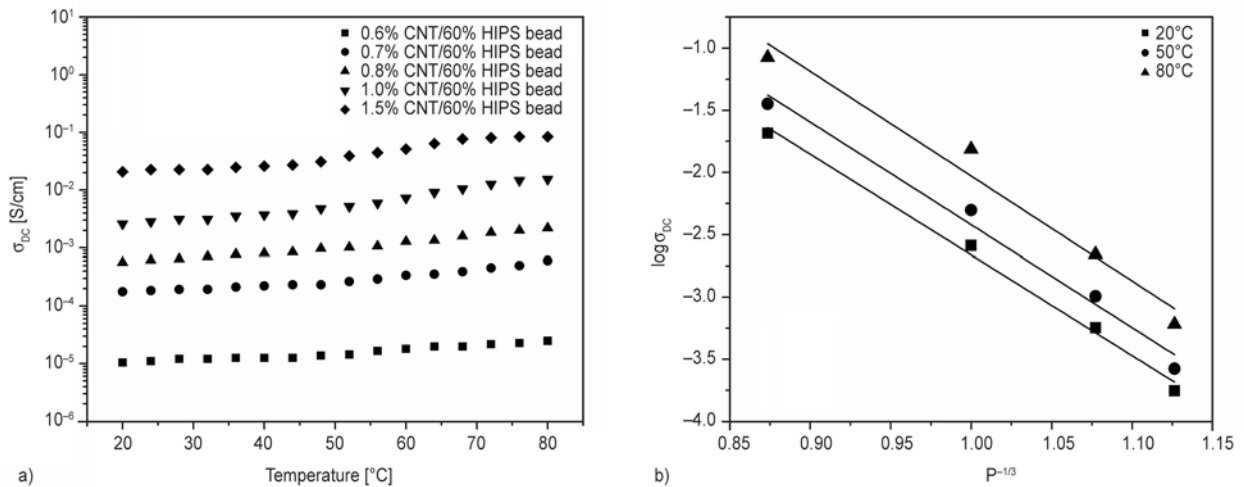 10¹
10⁰
10⁻¹
10⁻²
10⁻³
10⁻⁴
10⁻⁵
10⁻⁶
σDC [S/cm]
0.6% CNT/60% HIPS bead
0.7% CNT/60% HIPS bead
0.8% CNT/60% HIPS bead
1.0% CNT/60% HIPS bead
1.5% CNT/60% HIPS bead
20 30 40 50 60 70 80
Temperature [°C]
a)
–1.0
–1.5
–2.0
–2.5
–3.0
–3.5
–4.0
logσDC
20°C
50°C
80°C
0.85 0.90 0.95 1.00 1.05 1.10 1.15
P⁻¹/³
b)